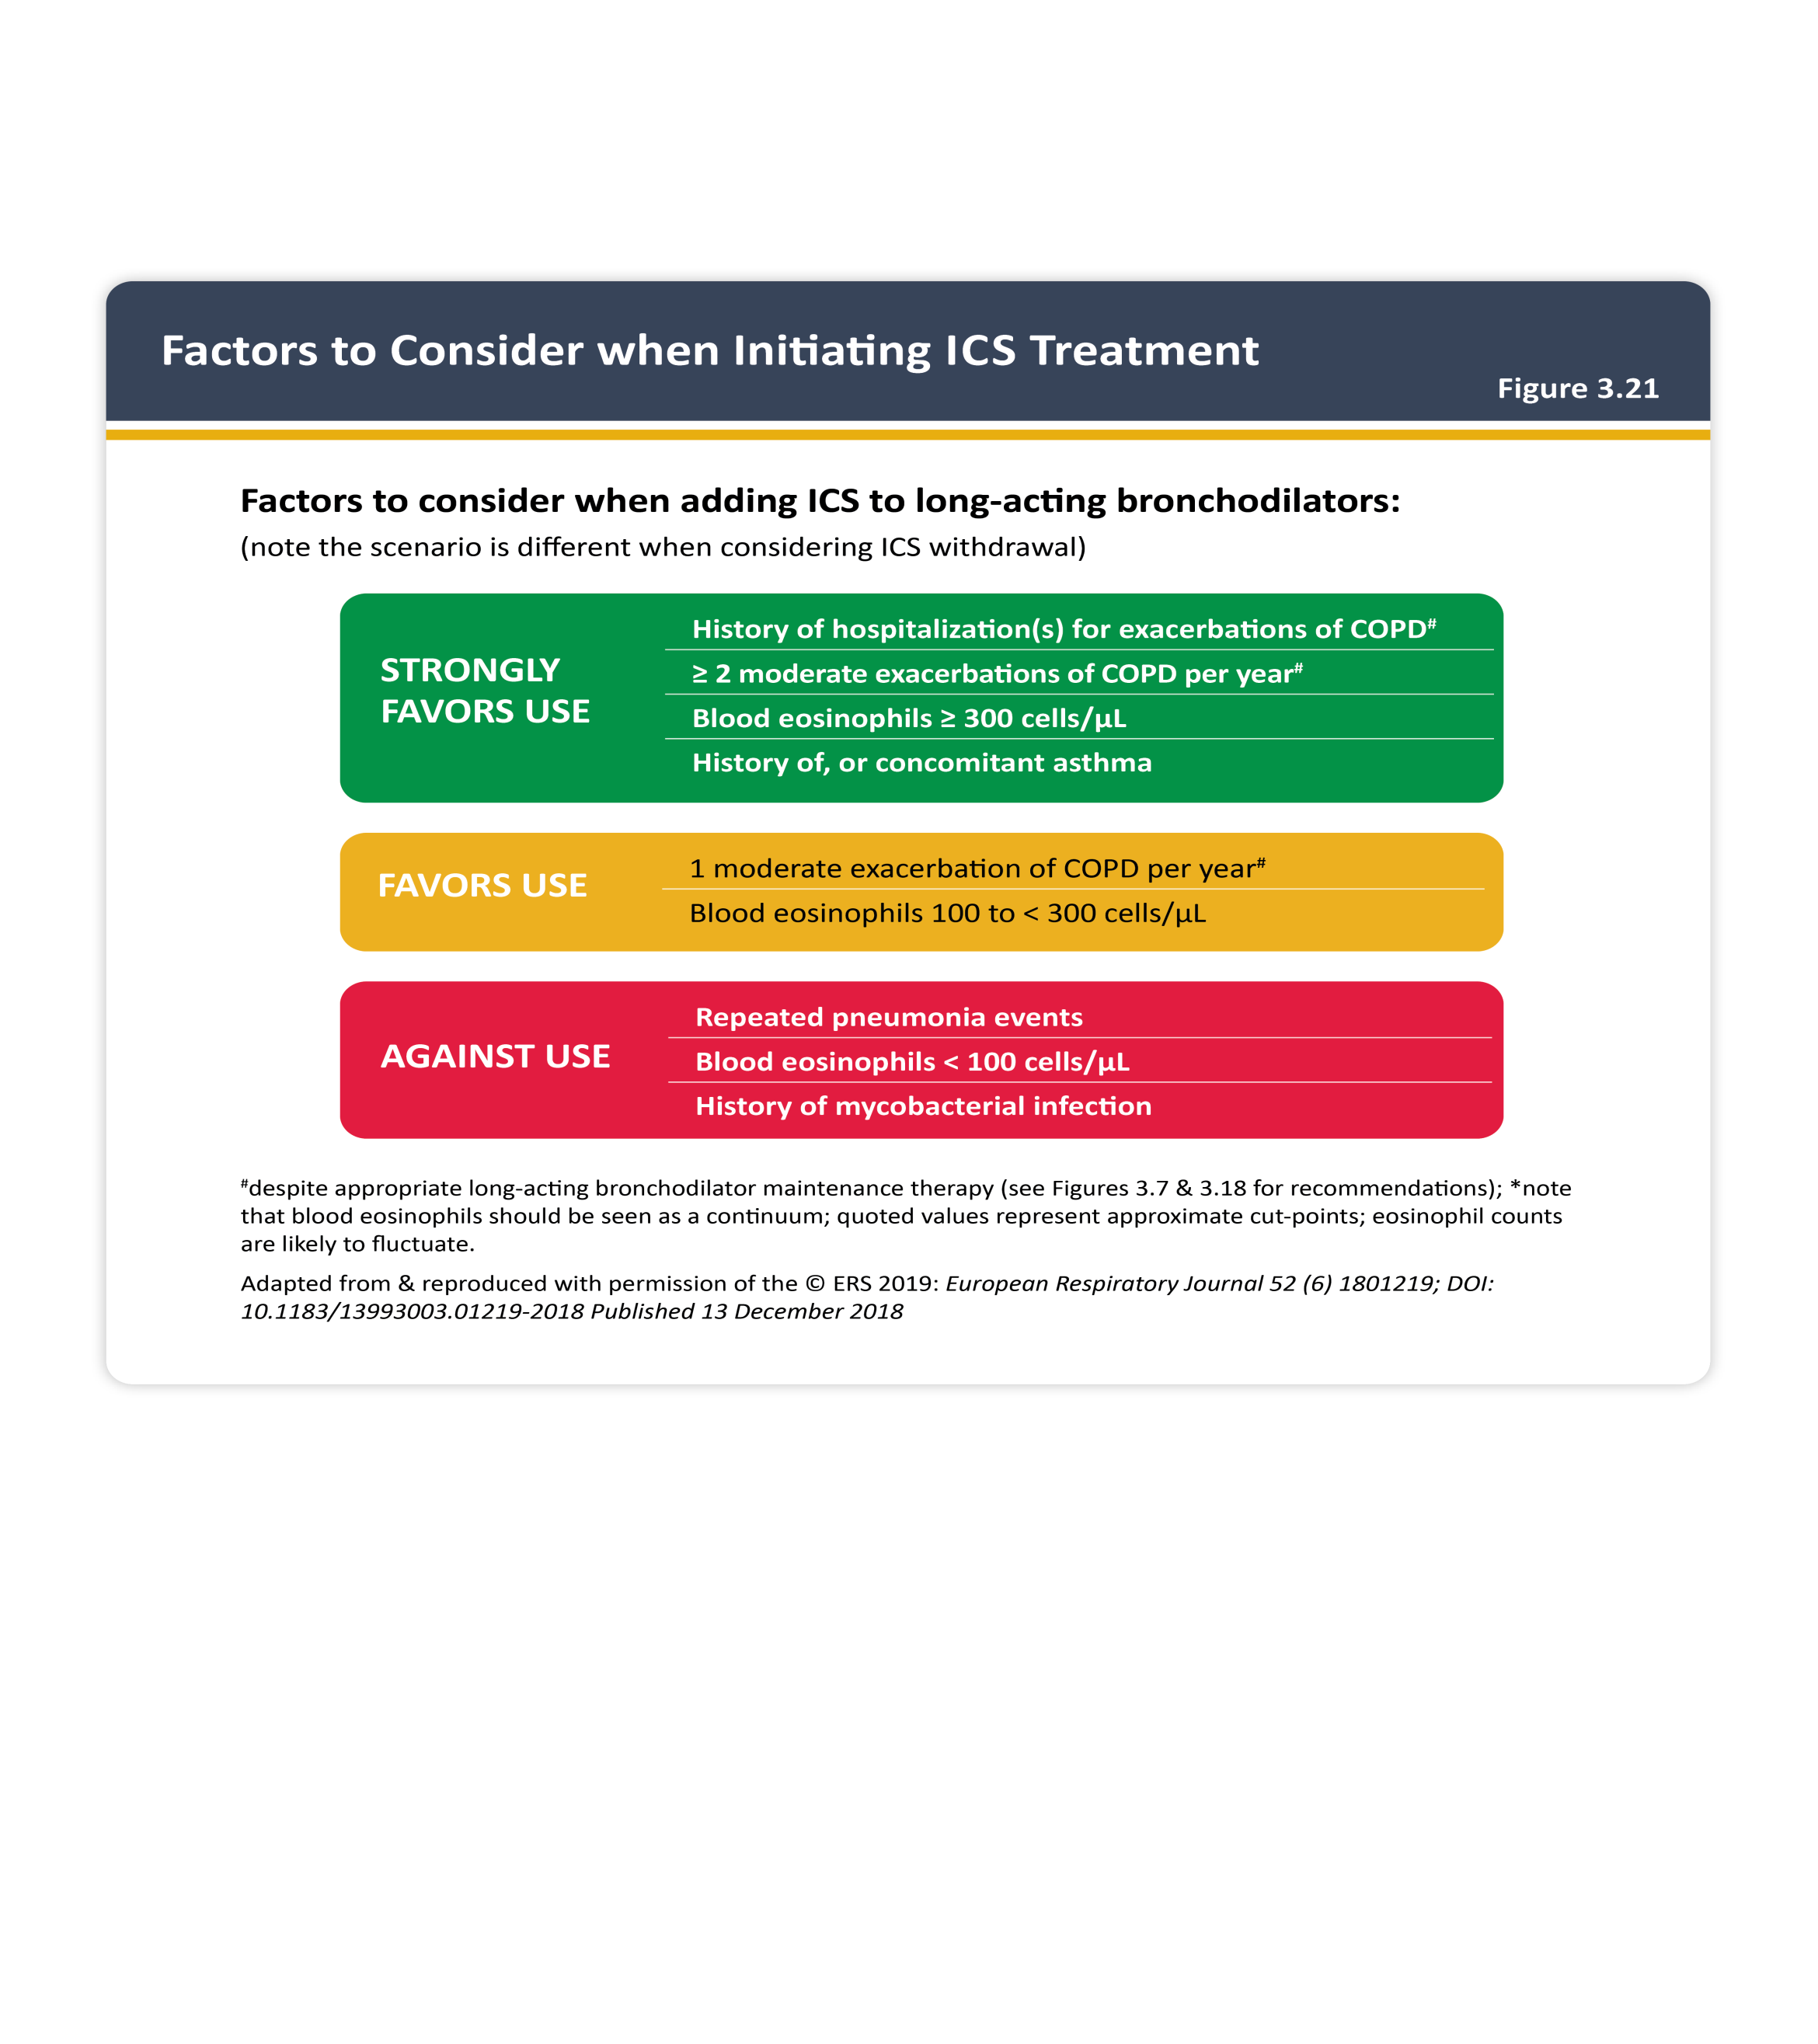 Factors to Consider when Initiating ICS Treatment
Figure 3.21
Factors to consider when adding ICS to long-acting bronchodilators:
(note the scenario is different when considering ICS withdrawal)
STRONGLY
FAVORS USE
History of hospitalization(s) for exacerbations of COPD#
≥ 2 moderate exacerbations of COPD per year#
Blood eosinophils ≥ 300 cells/µL
History of, or concomitant asthma
FAVORS USE
1 moderate exacerbation of COPD per year#
Blood eosinophils 100 to < 300 cells/µL
AGAINST USE
Repeated pneumonia events
Blood eosinophils < 100 cells/µL
History of mycobacterial infection
#despite appropriate long-acting bronchodilator maintenance therapy (see Figures 3.7 & 3.18 for recommendations); *note
that blood eosinophils should be seen as a continuum; quoted values represent approximate cut-points; eosinophil counts
are likely to fluctuate.
Adapted from & reproduced with permission of the © ERS 2019: European Respiratory Journal 52 (6) 1801219; DOI:
10.1183/13993003.01219-2018 Published 13 December 2018